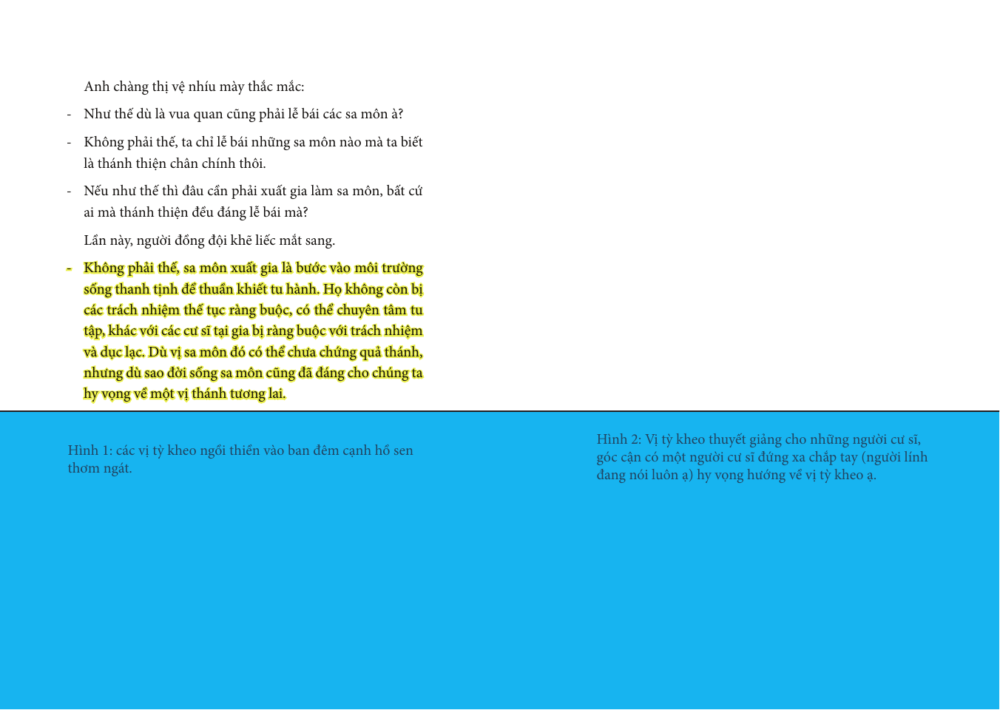 Anh chàng thị vệ nhíu mày thắc mắc:
- Như thế dù là vua quan cũng phải lễ bái các sa môn à?
- Không phải thế, ta chỉ lễ bái những sa môn nào mà ta biết
là thánh thiện chân chính thôi.
- Nếu như thế thì đâu cần phải xuất gia làm sa môn, bất cứ
ai mà thánh thiện đều đáng lễ bái mà?
Lần này, người đồng đội khẽ liếc mắt sang.
- Không phải thế, sa môn xuất gia là bước vào môi trường
sống thanh tịnh để thuần khiết tu hành. Họ không còn bị
các trách nhiệm thế tục ràng buộc, có thể chuyên tâm tu
tập, khác với các cư sĩ tại gia bị ràng buộc với trách nhiệm
và dục lạc. Dù vị sa môn đó có thể chưa chứng quả thánh,
nhưng dù sao đời sống sa môn cũng đã đáng cho chúng ta
hy vọng về một vị thánh tương lai.
Hình 1: các vị tỳ kheo ngồi thiền vào ban đêm cạnh hồ sen
thơm ngát.
Hình 2: Vị tỳ kheo thuyết giảng cho những người cư sĩ,
góc cận có một người cư sĩ đứng xa chắp tay (người lính
đang nói luôn ạ) hy vọng hướng về vị tỳ kheo ạ.